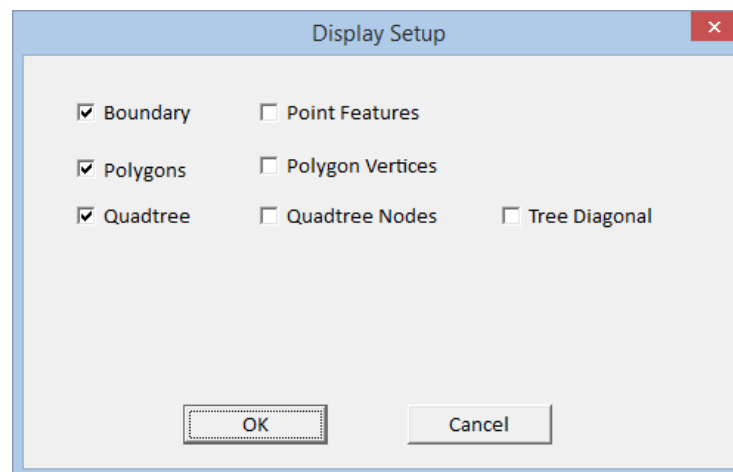 Display Setup
Boundary Point Features
Polygons Polygon Vertices
Quadtree Quadtree Nodes Tree Diagonal
OK Cancel